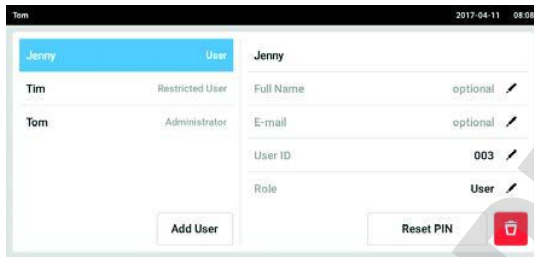 Tom 2017-04-11 08:08
Jenny User
Tim Restricted User
Tom Administrator
Add User
Jenny
Full Name optional
E-mail optional
User ID 003
Role User
Reset PIN